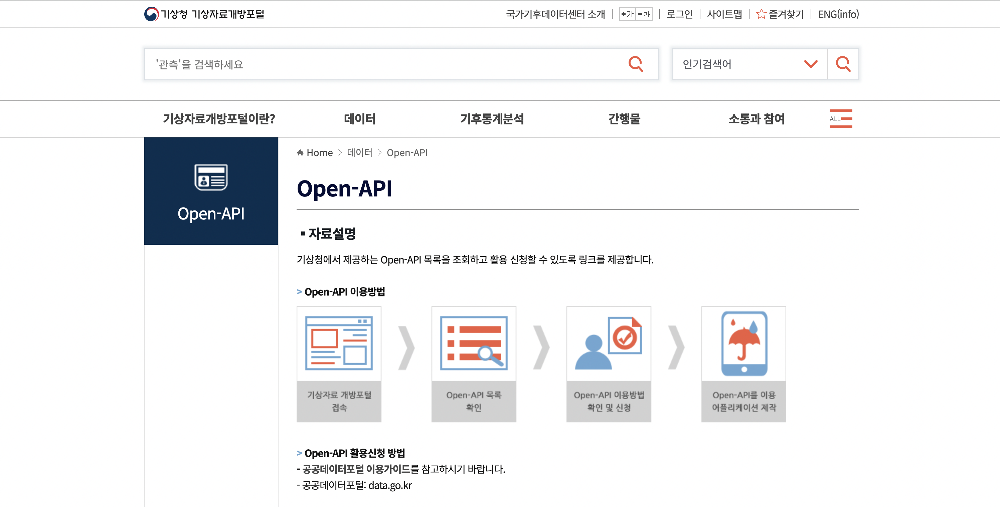 기상청 기상자료개방포털
국가기후데이터센터 소개 | +가 -가 | 로그인 | 사이트맵 | 즐겨찾기 | ENG(info)
'관측'을 검색하세요
인기검색어
기상자료개방포털이란? 데이터 기후통계분석 간행물 소통과 참여 ALL
Open-API
Home > 데이터 > Open-API
Open-API
▪ 자료설명
기상청에서 제공하는 Open-API 목록을 조회하고 활용 신청할 수 있도록 링크를 제공합니다.
> Open-API 이용방법
기상자료 개방포털
접속
Open-API 목록
확인
Open-API 이용방법
확인 및 신청
Open-API를 이용
어플리케이션 제작
> Open-API 활용신청 방법
- 공공데이터포털 이용가이드를 참고하시기 바랍니다.
- 공공데이터포털: data.go.kr